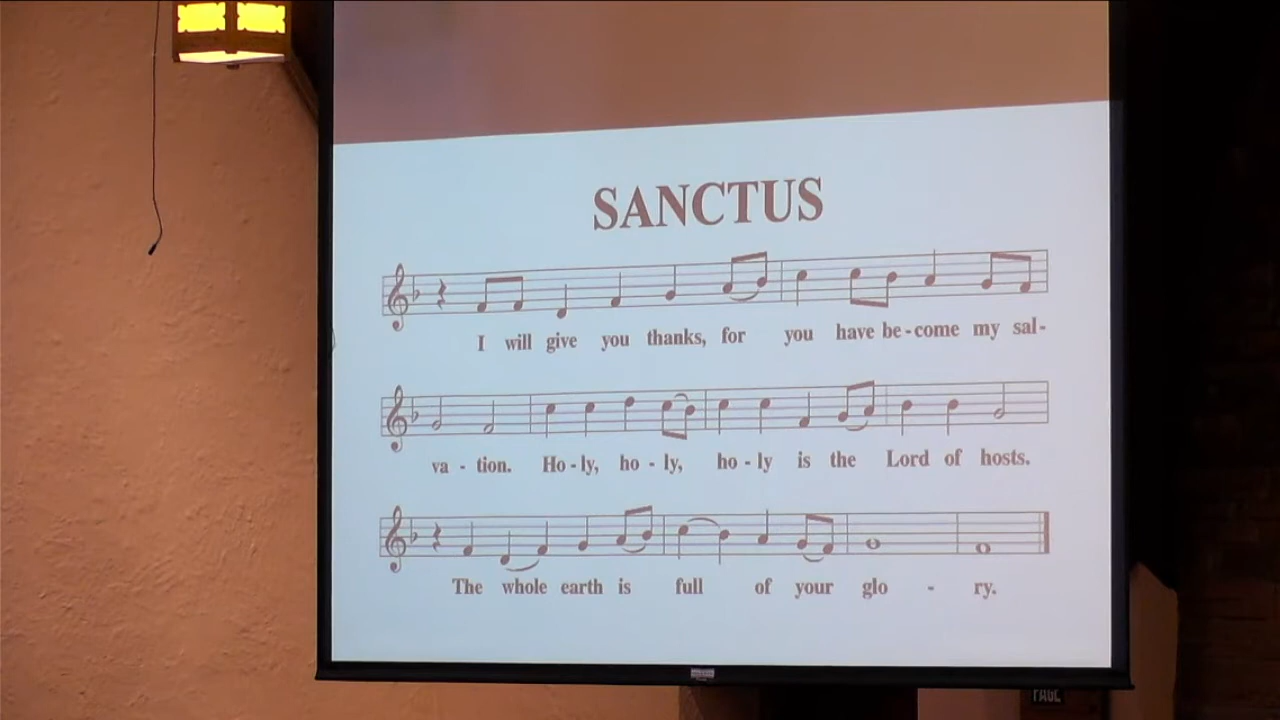 SANCTUS
I will give you thanks, for you have be - come my sal -
va - tion. Ho - ly, ho - ly, ho - ly is the Lord of hosts.
The whole earth is full of your glo - ry.
PAGE